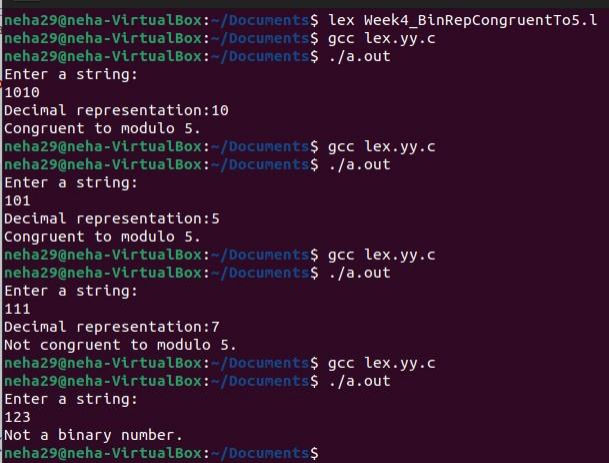 neha29@neha-VirtualBox:~/Documents$ lex Week4_BinRepCongruentTo5.l
neha29@neha-VirtualBox:~/Documents$ gcc lex.yy.c
neha29@neha-VirtualBox:~/Documents$ ./a.out
Enter a string:
1010
Decimal representation:10
Congruent to modulo 5.
neha29@neha-VirtualBox:~/Documents$ gcc lex.yy.c
neha29@neha-VirtualBox:~/Documents$ ./a.out
Enter a string:
101
Decimal representation:5
Congruent to modulo 5.
neha29@neha-VirtualBox:~/Documents$ gcc lex.yy.c
neha29@neha-VirtualBox:~/Documents$ ./a.out
Enter a string:
111
Decimal representation:7
Not congruent to modulo 5.
neha29@neha-VirtualBox:~/Documents$ gcc lex.yy.c
neha29@neha-VirtualBox:~/Documents$ ./a.out
Enter a string:
123
Not a binary number.
neha29@neha-VirtualBox:~/Documents$